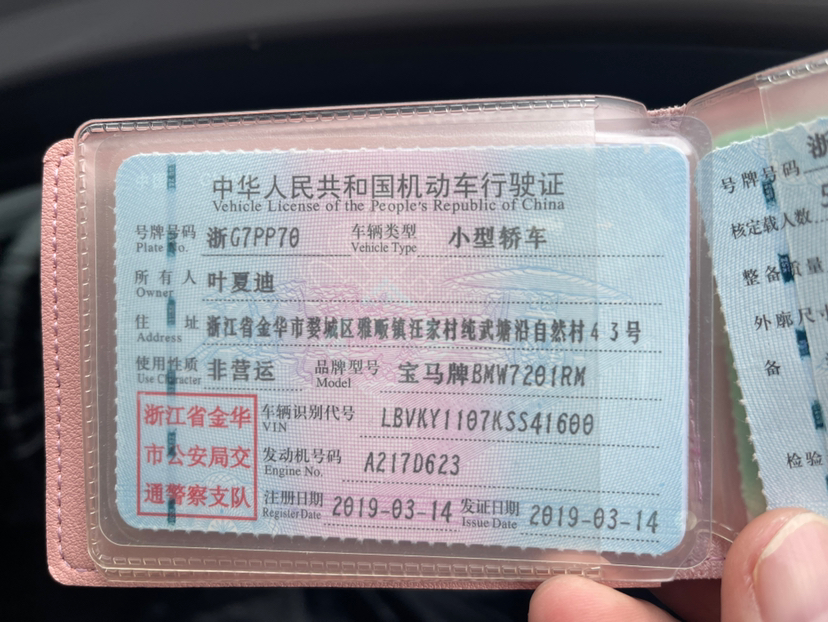 中华人民共和国机动车行驶证
Vehicle License of the People's Republic of China
号牌号码 浙G7PP70 车辆类型 小型轿车
Plate No. Vehicle Type
所有人 叶夏迪
Owner
住址 浙江省金华市婺城区雅畈镇汪家村纯武塘沿自然村43号
Address
使用性质 非营运 品牌型号 宝马牌BMW7201RM
Use Character Model
浙江省金华
市公安局交
通警察支队
车辆识别代号 LBVKY1107KSS41600
VIN
发动机号码 A217D623
Engine No.
注册日期 2019-03-14 发证日期 2019-03-14
Register Date Issue Date
号牌号码 浙
核定载人数 5
整备质量
外廓尺寸
备
检验